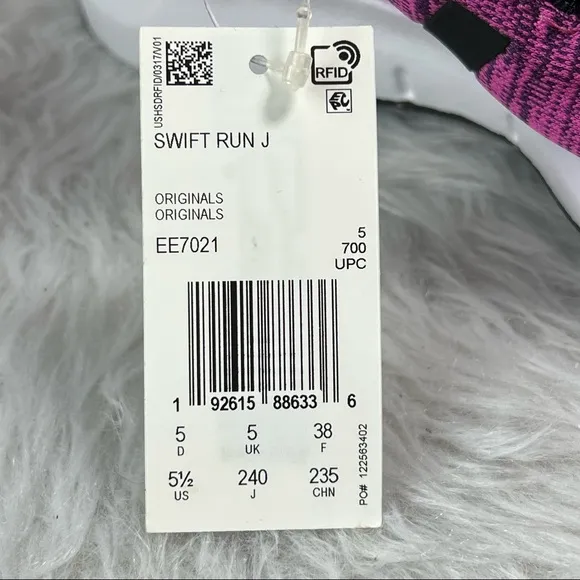 USHSDRFID/0317/V01
RFID
SWIFT RUN J
ORIGINALS
ORIGINALS
EE7021
5
700
UPC
1 92615 88633 6
5 5 38
D UK F
5½ 240 235
US J CHN
PO# 122563402